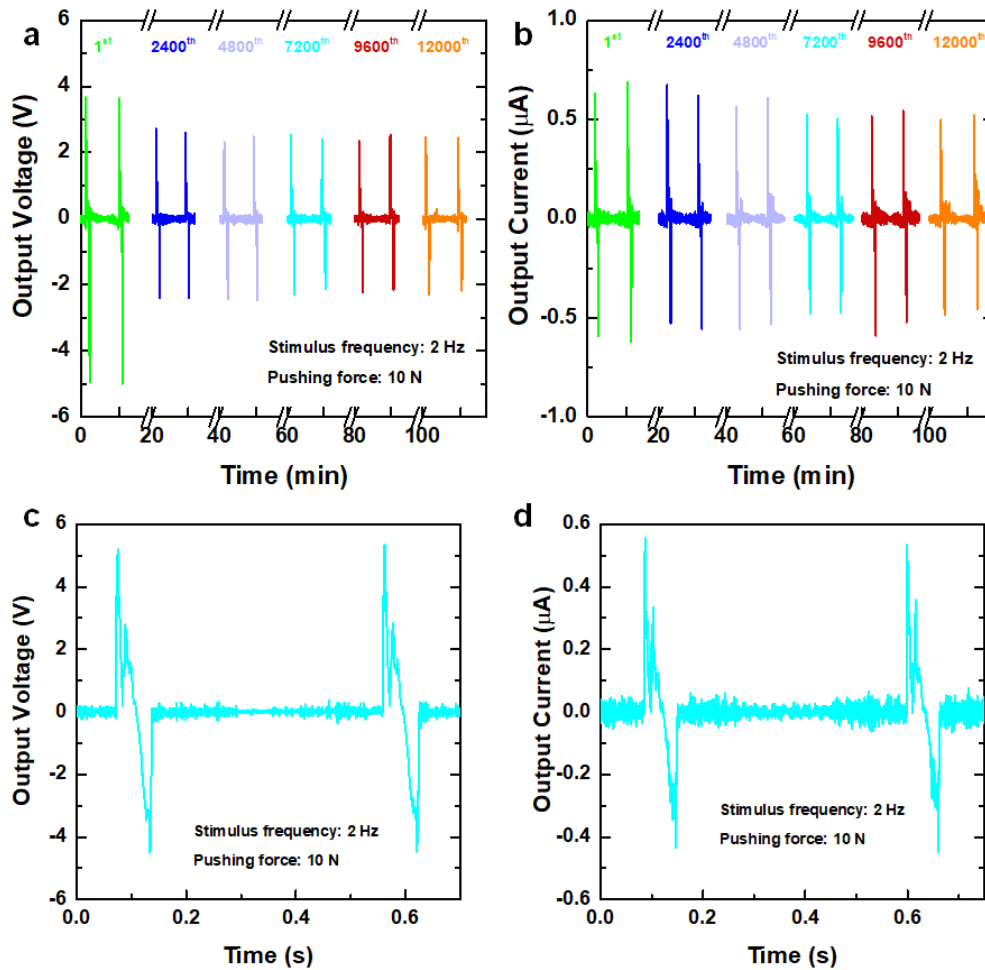 a
1st 2400th 4800th 7200th 9600th 12000th
6
4
2
0
-2
-4
-6
Output Voltage (V)
Stimulus frequency: 2 Hz
Pushing force: 10 N
0 20 40 60 80 100
Time (min)
b
1st 2400th 4800th 7200th 9600th 12000th
1.0
0.5
0.0
-0.5
-1.0
Output Current (μA)
Stimulus frequency: 2 Hz
Pushing force: 10 N
0 20 40 60 80 100
Time (min)
c
6
4
2
0
-2
-4
-6
Output Voltage (V)
Stimulus frequency: 2 Hz
Pushing force: 10 N
0.0 0.2 0.4 0.6
Time (s)
d
0.6
0.4
0.2
0.0
-0.2
-0.4
-0.6
Output Current (μA)
Stimulus frequency: 2 Hz
Pushing force: 10 N
0.0 0.2 0.4 0.6
Time (s)